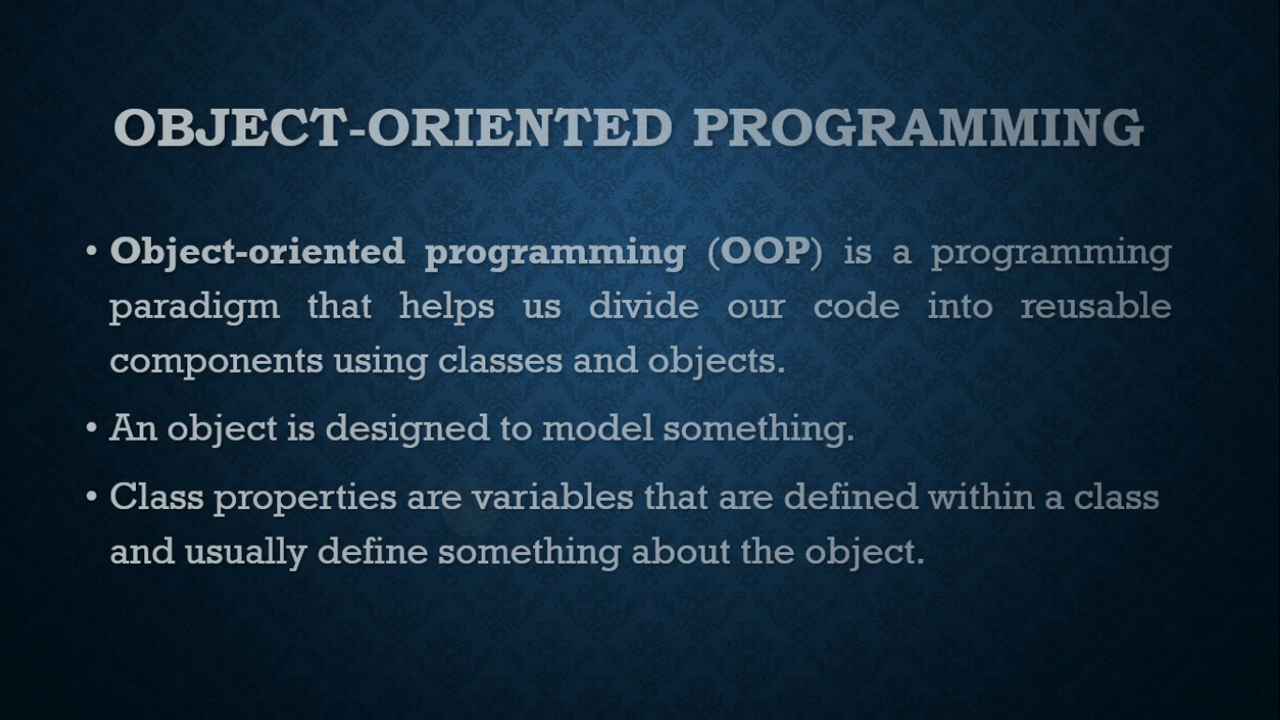 OBJECT-ORIENTED PROGRAMMING
• Object-oriented programming (OOP) is a programming
paradigm that helps us divide our code into reusable
components using classes and objects.
• An object is designed to model something.
• Class properties are variables that are defined within a class
and usually define something about the object.